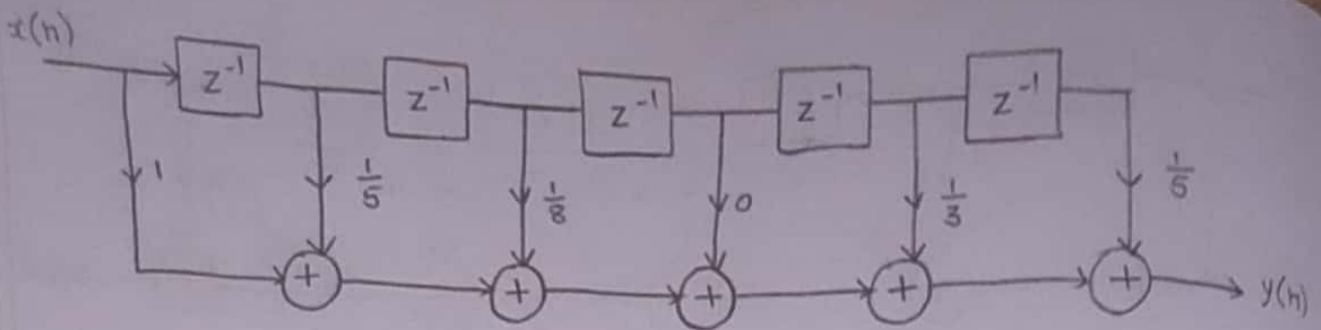 x(n)
z⁻¹ z⁻¹ z⁻¹ z⁻¹ z⁻¹
1 1/5 1/8 0 1/3 1/5
+ + + + +
y(n)